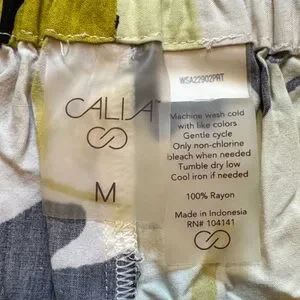 CALIA™
M
WSA22902PRT
Machine wash cold
with like colors
Gentle cycle
Only non-chlorine
bleach when needed
Tumble dry low
Cool iron if needed
100% Rayon
Made in Indonesia
RN# 104141